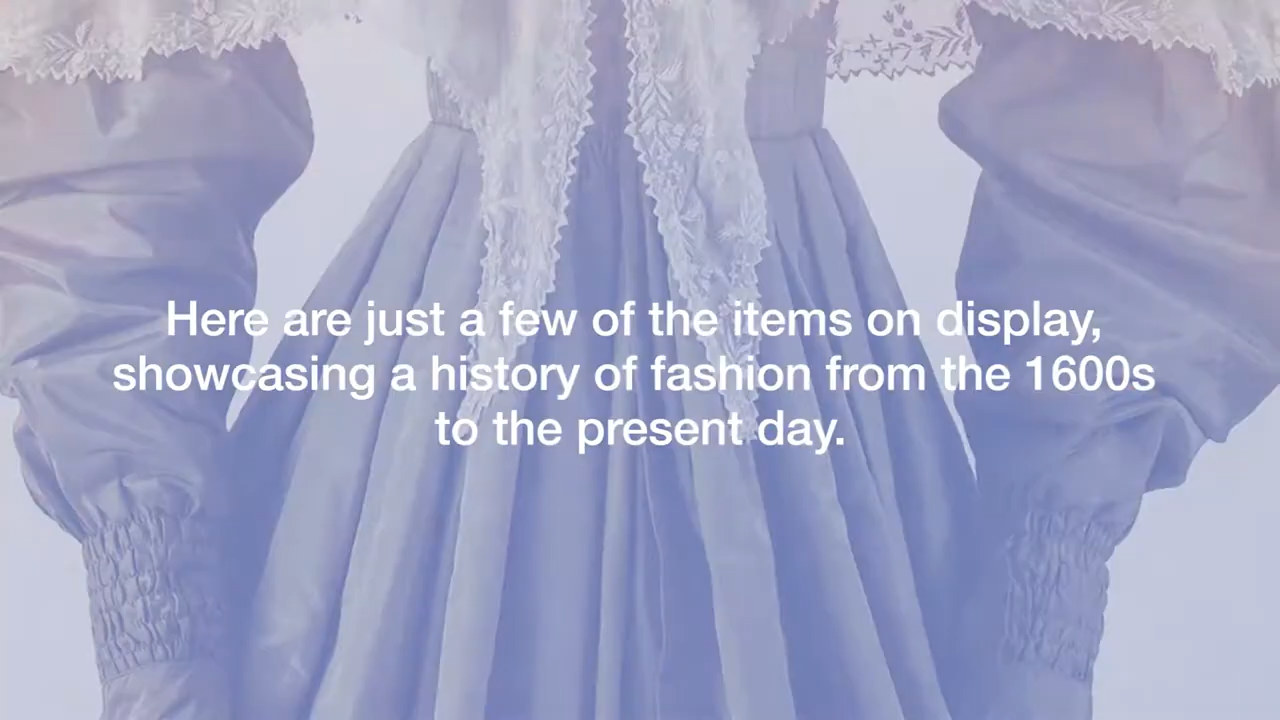 Here are just a few of the items on display,
showcasing a history of fashion from the 1600s
to the present day.